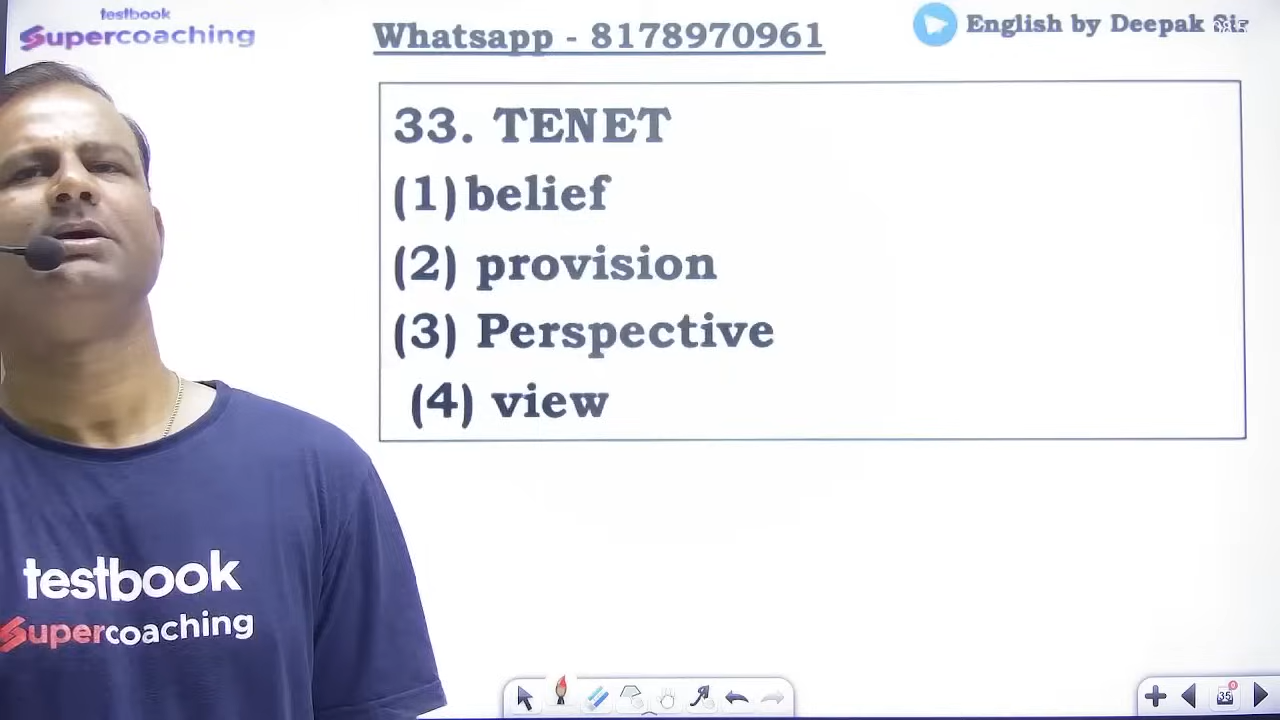 testbook
Supercoaching
Whatsapp - 8178970961
English by Deepak Sir
33. TENET
(1) belief
(2) provision
(3) Perspective
(4) view
testbook
Supercoaching
35